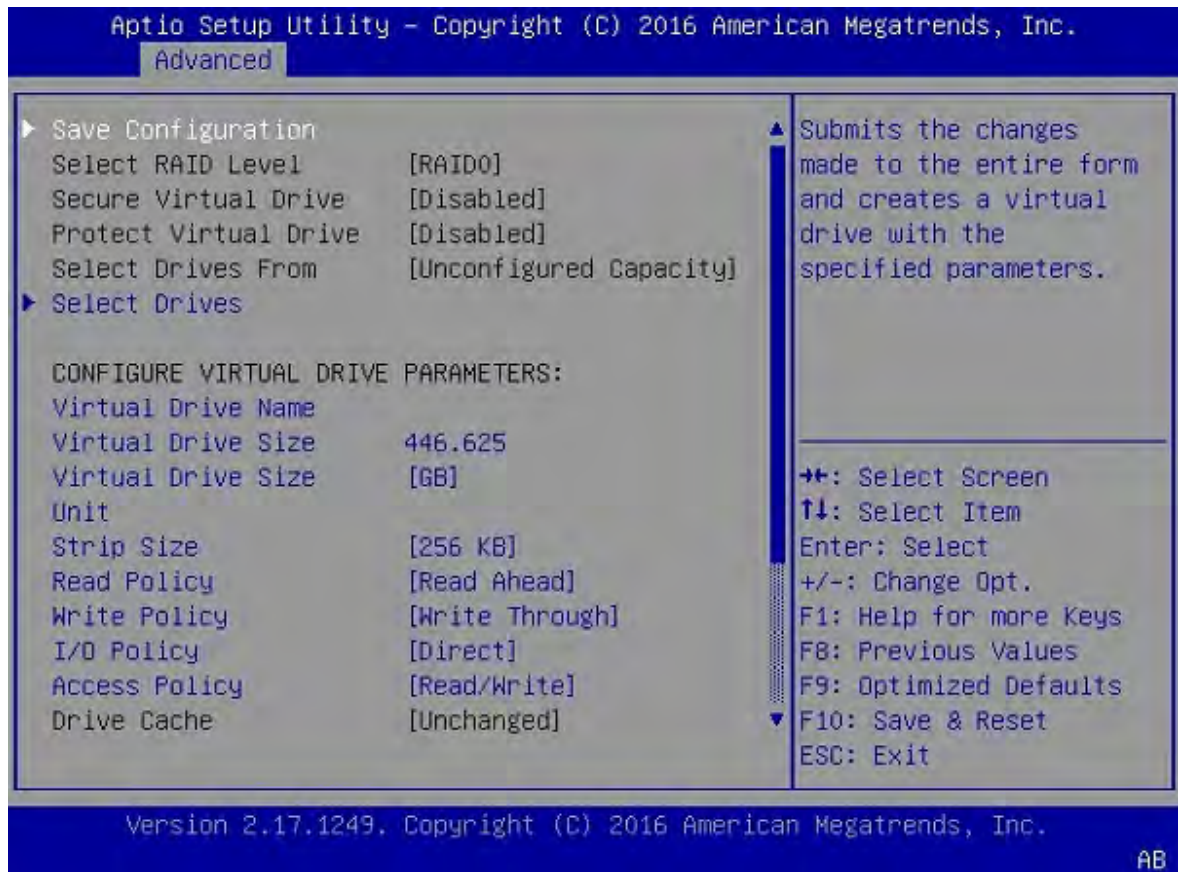 Aptio Setup Utility – Copyright (C) 2016 American Megatrends, Inc.
Advanced
▶ Save Configuration
Select RAID Level [RAID0]
Secure Virtual Drive [Disabled]
Protect Virtual Drive [Disabled]
Select Drives From [Unconfigured Capacity]
▶ Select Drives
CONFIGURE VIRTUAL DRIVE PARAMETERS:
Virtual Drive Name
Virtual Drive Size 446.625
Virtual Drive Size [GB]
Unit
Strip Size [256 KB]
Read Policy [Read Ahead]
Write Policy [Write Through]
I/O Policy [Direct]
Access Policy [Read/Write]
Drive Cache [Unchanged]
Submits the changes
made to the entire form
and creates a virtual
drive with the
specified parameters.
→←: Select Screen
↑↓: Select Item
Enter: Select
+/-: Change Opt.
F1: Help for more Keys
F8: Previous Values
F9: Optimized Defaults
F10: Save & Reset
ESC: Exit
Version 2.17.1249. Copyright (C) 2016 American Megatrends, Inc.
AB